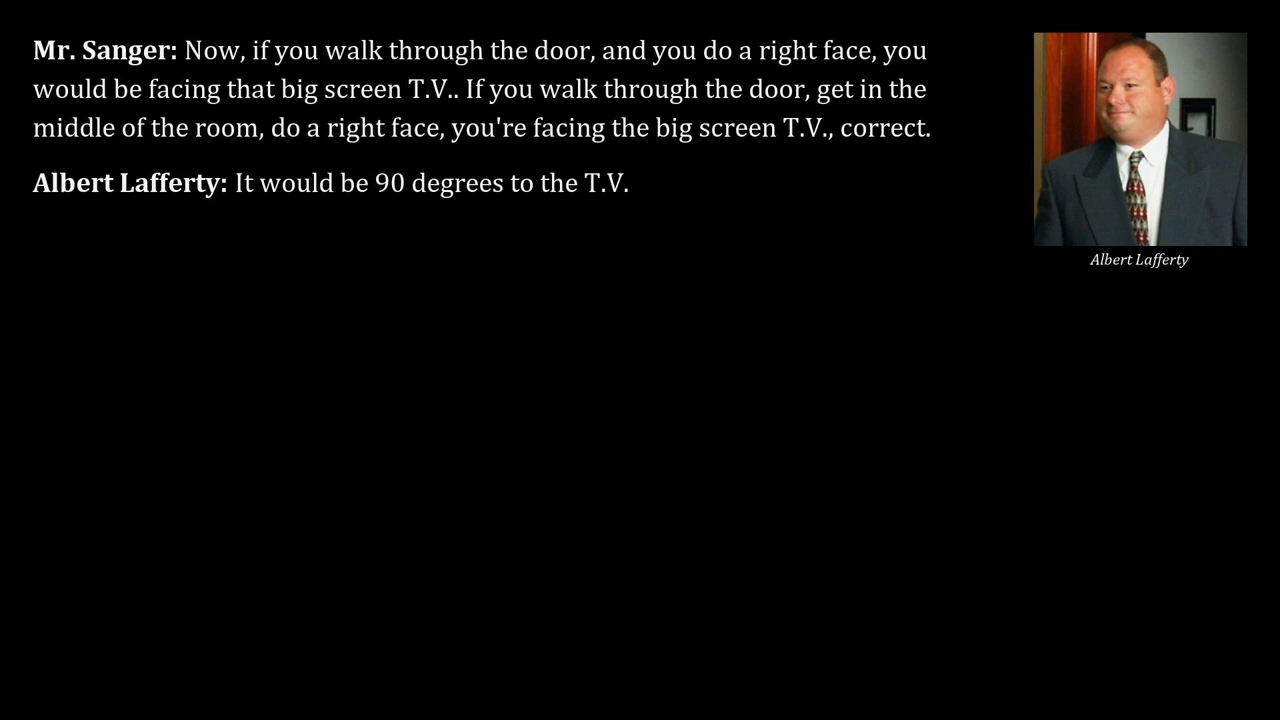 Mr. Sanger: Now, if you walk through the door, and you do a right face, you
would be facing that big screen T.V.. If you walk through the door, get in the
middle of the room, do a right face, you're facing the big screen T.V., correct.
Albert Lafferty: It would be 90 degrees to the T.V.
Albert Lafferty